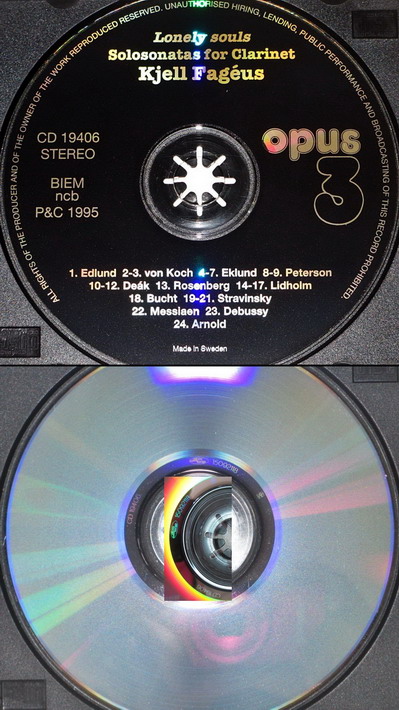 ALL RIGHTS OF THE PRODUCER AND OF THE OWNER OF THE WORK REPRODUCED RESERVED. UNAUTHORISED HIRING, LENDING, PUBLIC PERFORMANCE AND BROADCASTING OF THIS RECORD PROHIBITED.
Lonely souls
Solosonatas for Clarinet
Kjell Fagéus
CD 19406
STEREO
opus
3
BIEM
ncb
P&C 1995
1. Edlund 2-3. von Koch 4-7. Eklund 8-9. Peterson
10-12. Deák 13. Rosenberg 14-17. Lidholm
18. Bucht 19-21. Stravinsky
22. Messiaen 23. Debussy
24. Arnold
Made in Sweden